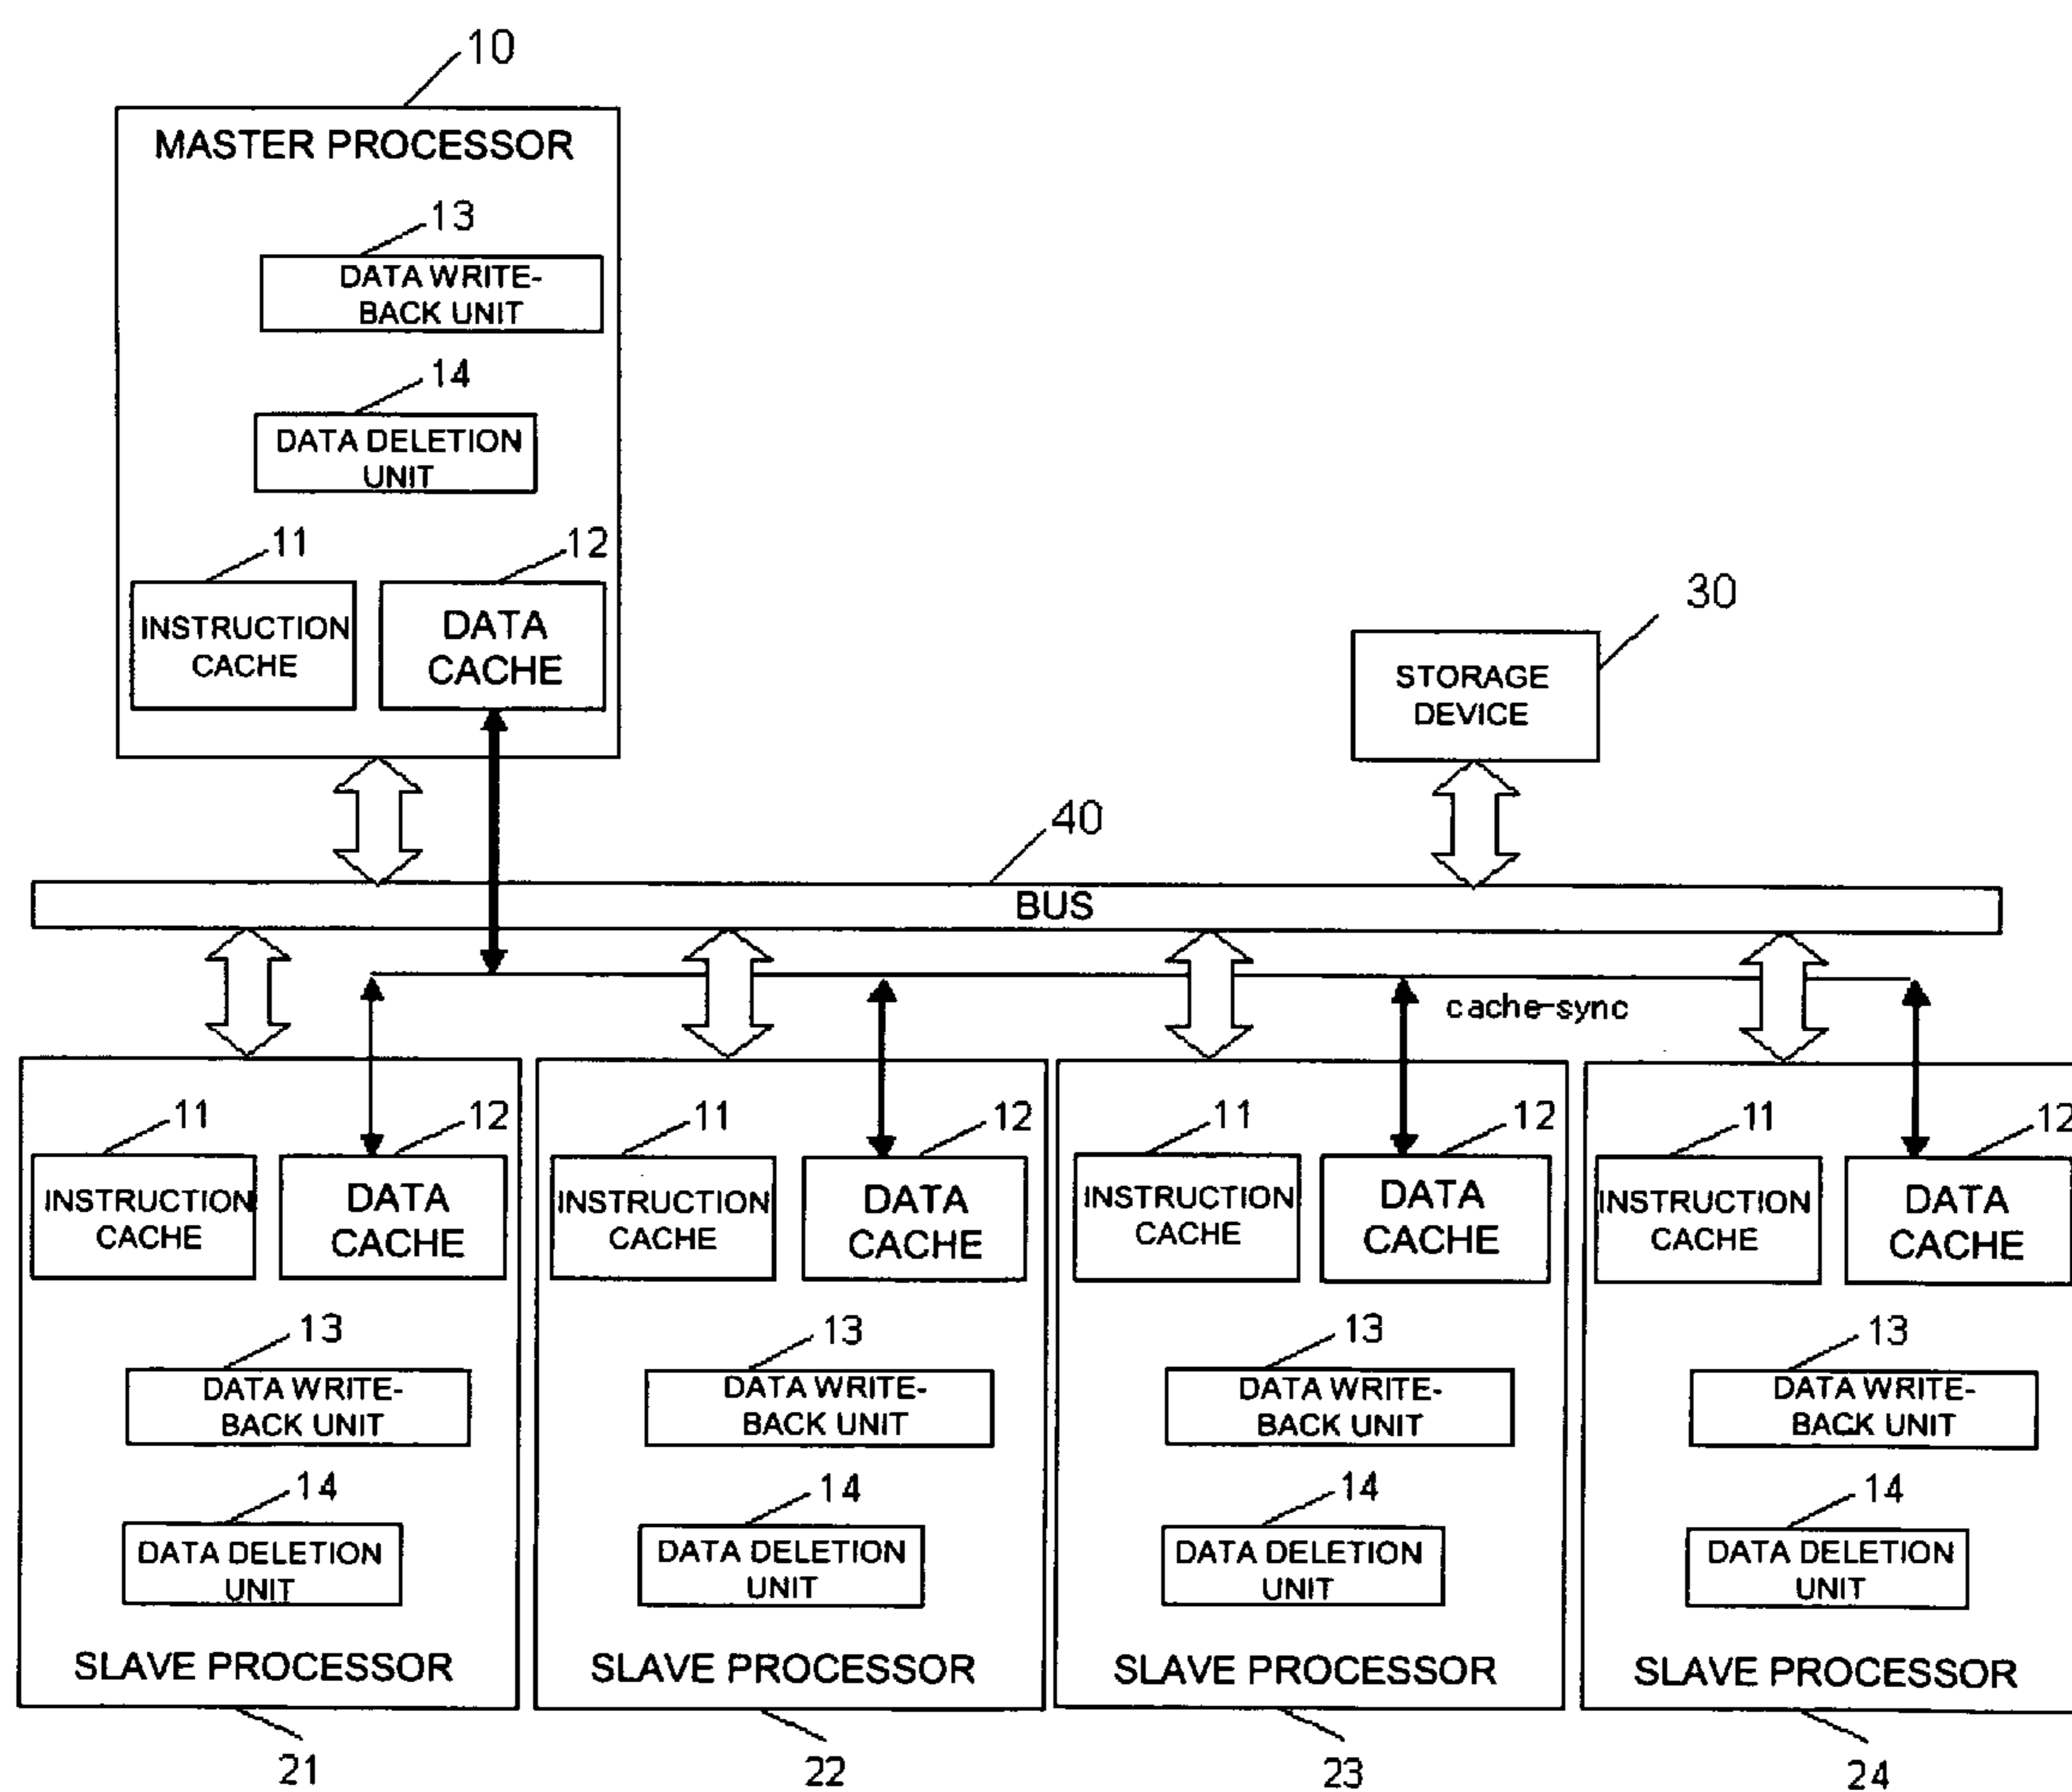 10
MASTER PROCESSOR
13
DATA WRITE-
BACK UNIT
14
DATA DELETION
UNIT
11
12
INSTRUCTION
CACHE
DATA
CACHE
30
STORAGE
DEVICE
40
BUS
cache-sync
11
12
INSTRUCTION
CACHE
DATA
CACHE
13
DATA WRITE-
BACK UNIT
14
DATA DELETION
UNIT
SLAVE PROCESSOR
21
11
12
INSTRUCTION
CACHE
DATA
CACHE
13
DATA WRITE-
BACK UNIT
14
DATA DELETION
UNIT
SLAVE PROCESSOR
22
11
12
INSTRUCTION
CACHE
DATA
CACHE
13
DATA WRITE-
BACK UNIT
14
DATA DELETION
UNIT
SLAVE PROCESSOR
23
11
12
INSTRUCTION
CACHE
DATA
CACHE
13
DATA WRITE-
BACK UNIT
14
DATA DELETION
UNIT
SLAVE PROCESSOR
24